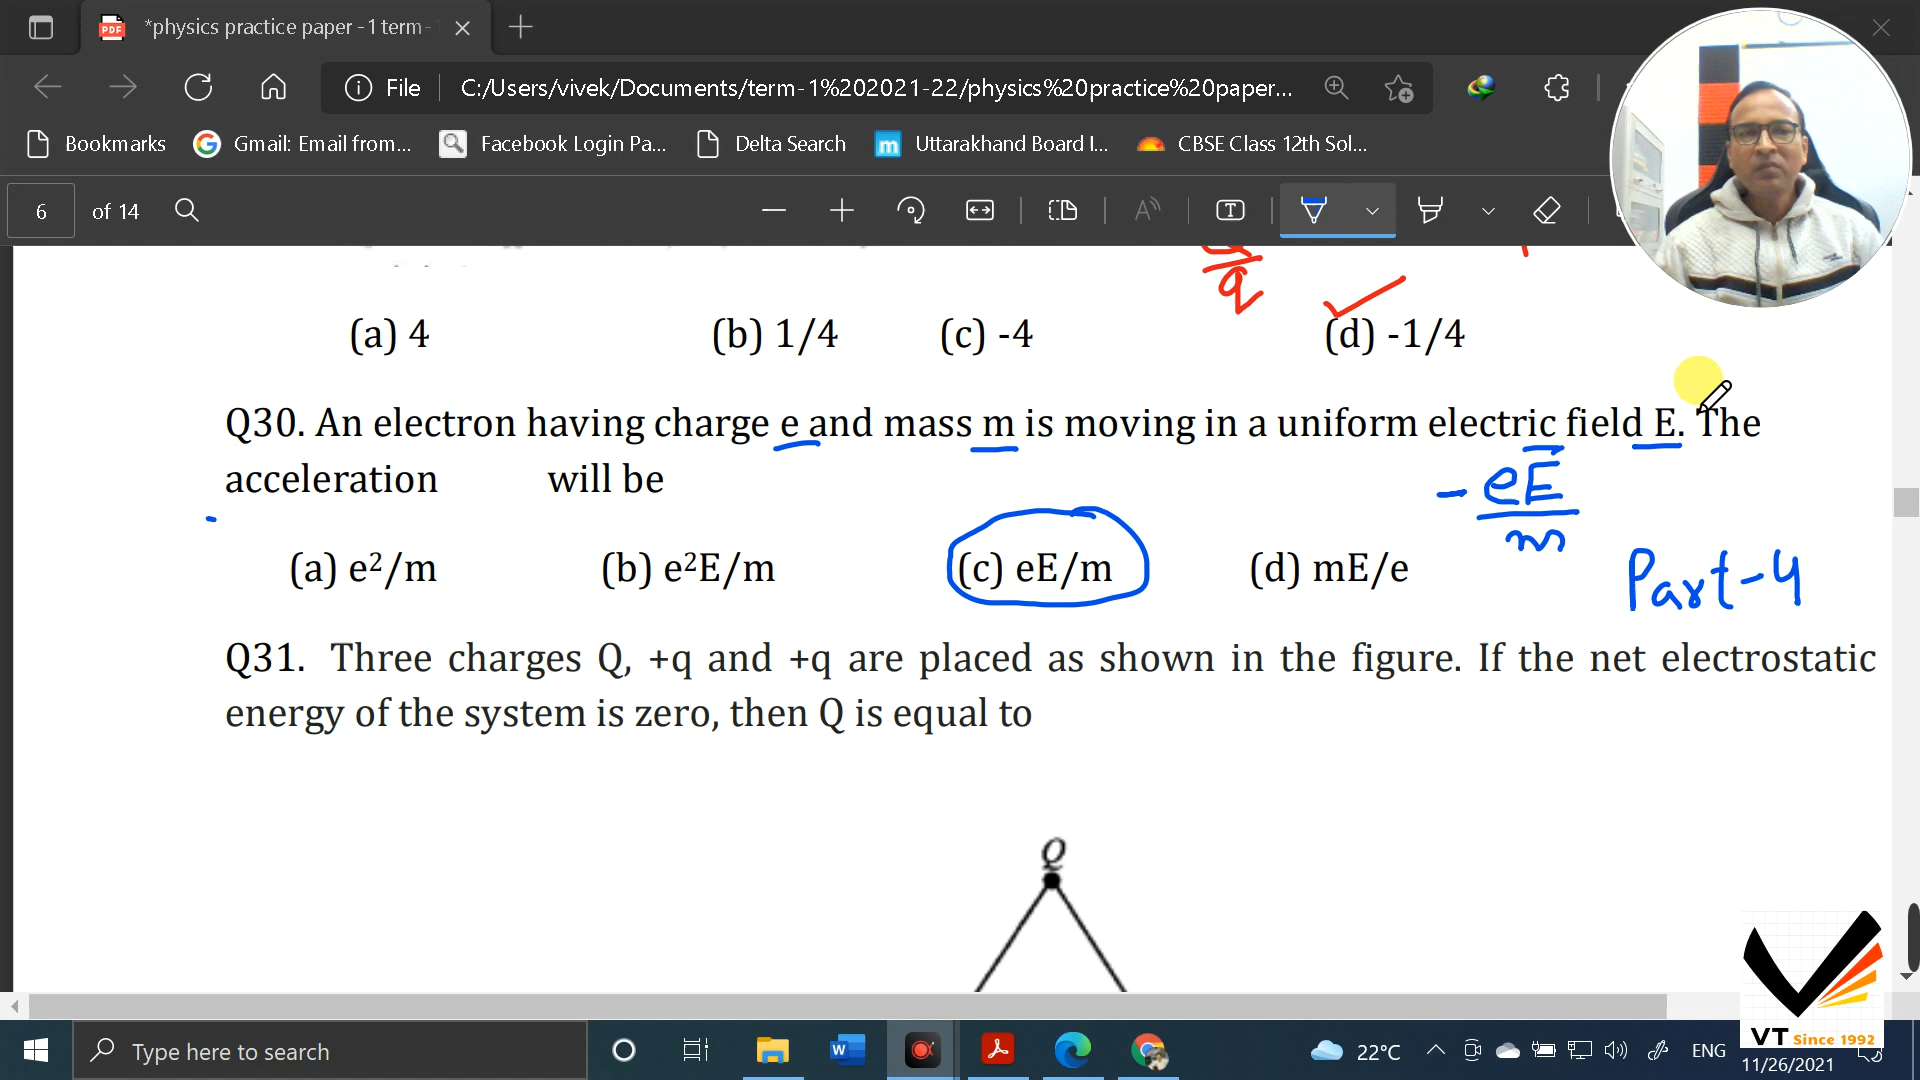 *physics practice paper -1 term-
File
C:/Users/vivek/Documents/term-1%202021-22/physics%20practice%20paper...
Bookmarks
Gmail: Email from...
Facebook Login Pa...
Delta Search
Uttarakhand Board I...
CBSE Class 12th Sol...
6 of 14
q
(a) 4 (b) 1/4 (c) -4 (d) -1/4
Q30. An electron having charge e and mass m is moving in a uniform electric field E. The
acceleration will be
-eE/m
(a) e²/m (b) e²E/m (c) eE/m (d) mE/e
Part-4
Q31. Three charges Q, +q and +q are placed as shown in the figure. If the net electrostatic
energy of the system is zero, then Q is equal to
Q
VT Since 1992
Type here to search
22°C
ENG
11/26/2021